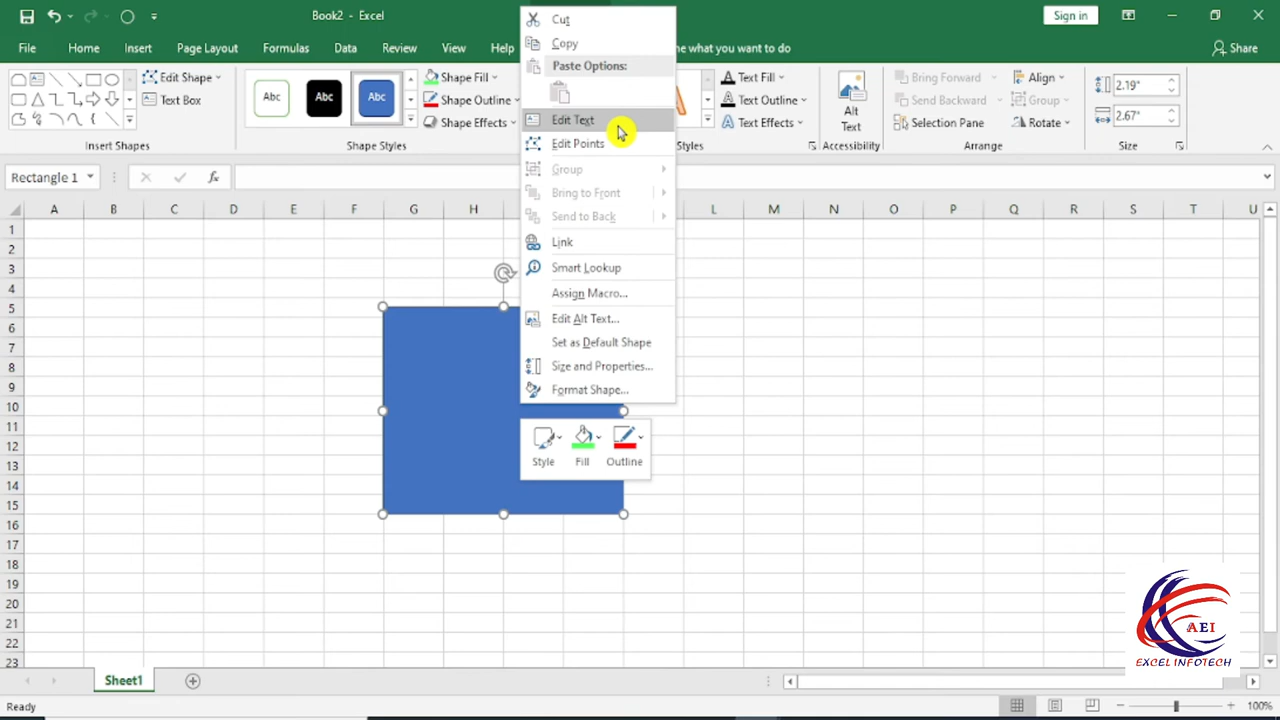 Book2 - Excel
Sign in
File Home Insert Page Layout Formulas Data Review View Help me what you want to do Share
Edit Shape
Text Box
Insert Shapes
Abc Abc Abc
Shape Fill
Shape Outline
Shape Effects
Shape Styles
Text Fill
Text Outline
Text Effects
Styles
Alt
Text
Accessibility
Bring Forward
Send Backward
Selection Pane
Align
Group
Rotate
Arrange
2.19"
2.67"
Size
Cut
Copy
Paste Options:
Edit Text
Edit Points
Group
Bring to Front
Send to Back
Link
Smart Lookup
Assign Macro...
Edit Alt Text...
Set as Default Shape
Size and Properties...
Format Shape...
Style Fill Outline
Rectangle 1
fx
A B C D E F G H L M N O P Q R S T U
1
2
3
4
5
6
7
8
9
10
11
12
13
14
15
16
17
18
19
20
21
22
23
AEI
EXCEL INFOTECH
Sheet1
Ready
100%